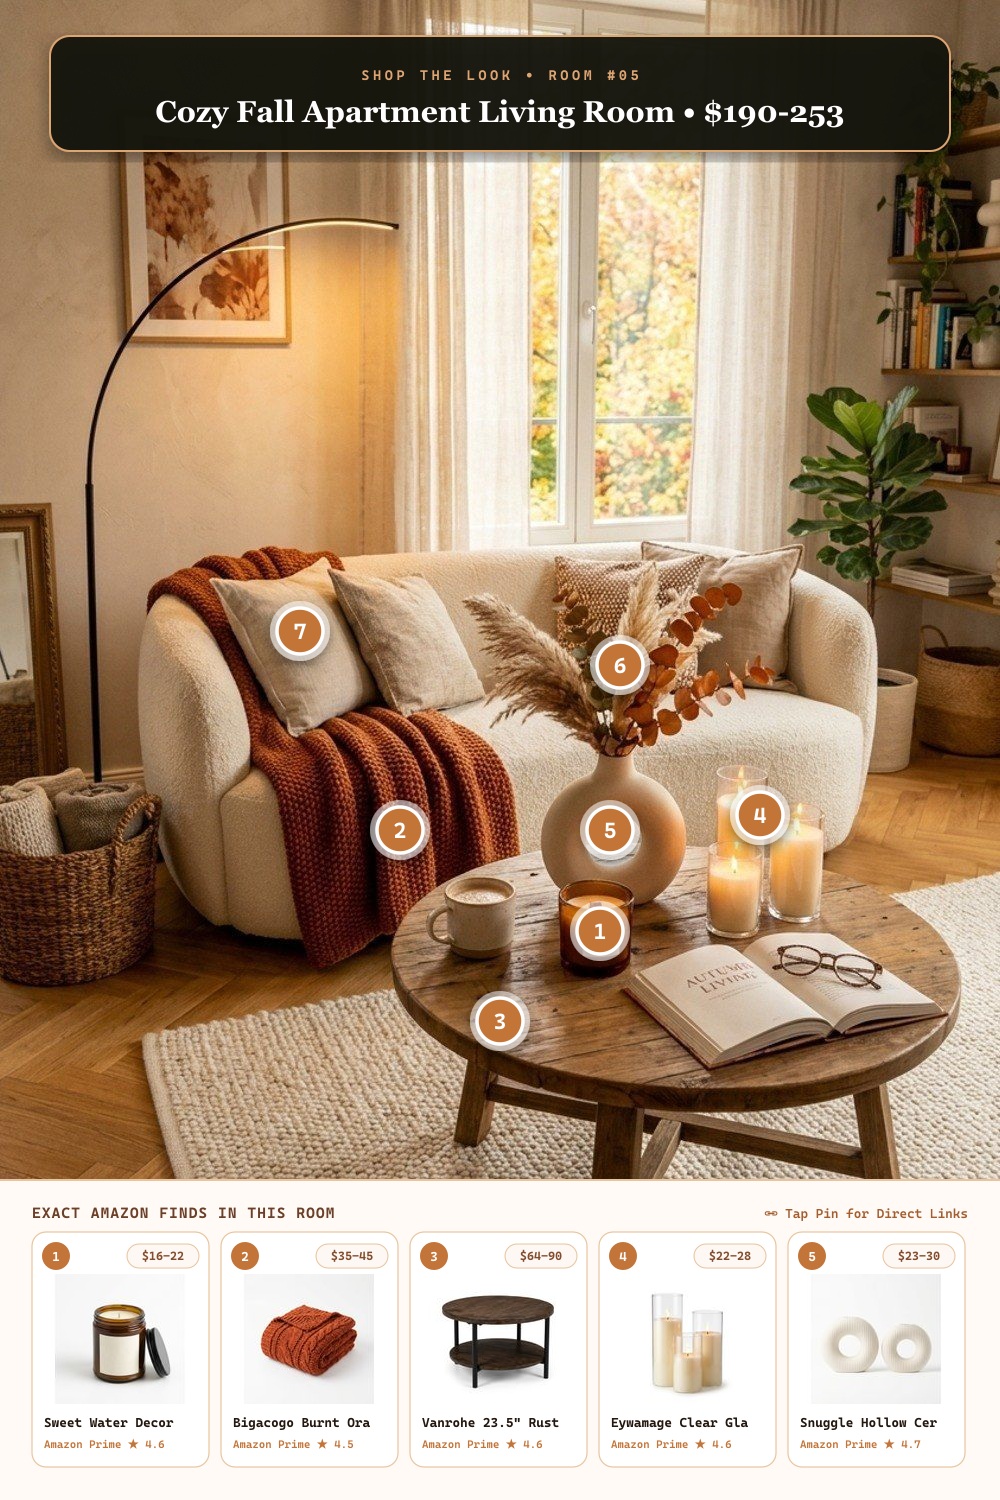 SHOP THE LOOK • ROOM #05
Cozy Fall Apartment Living Room • $190-253
7
6
2
5
4
1
3
AUTUMN
LIVING
EXACT AMAZON FINDS IN THIS ROOM
Tap Pin for Direct Links
1
$16-22
Sweet Water Decor
Amazon Prime ★ 4.6
2
$35-45
Bigacogo Burnt Ora
Amazon Prime ★ 4.5
3
$64-90
Vanrohe 23.5" Rust
Amazon Prime ★ 4.6
4
$22-28
Eywamage Clear Gla
Amazon Prime ★ 4.6
5
$23-30
Snuggle Hollow Cer
Amazon Prime ★ 4.7